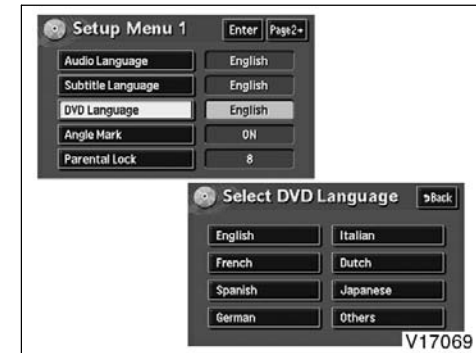 Setup Menu 1 Enter Page2→
Audio Language English
Subtitle Language English
DVD Language English
Angle Mark ON
Parental Lock 8
Select DVD Language Back
English Italian
French Dutch
Spanish Japanese
German Others
V17069